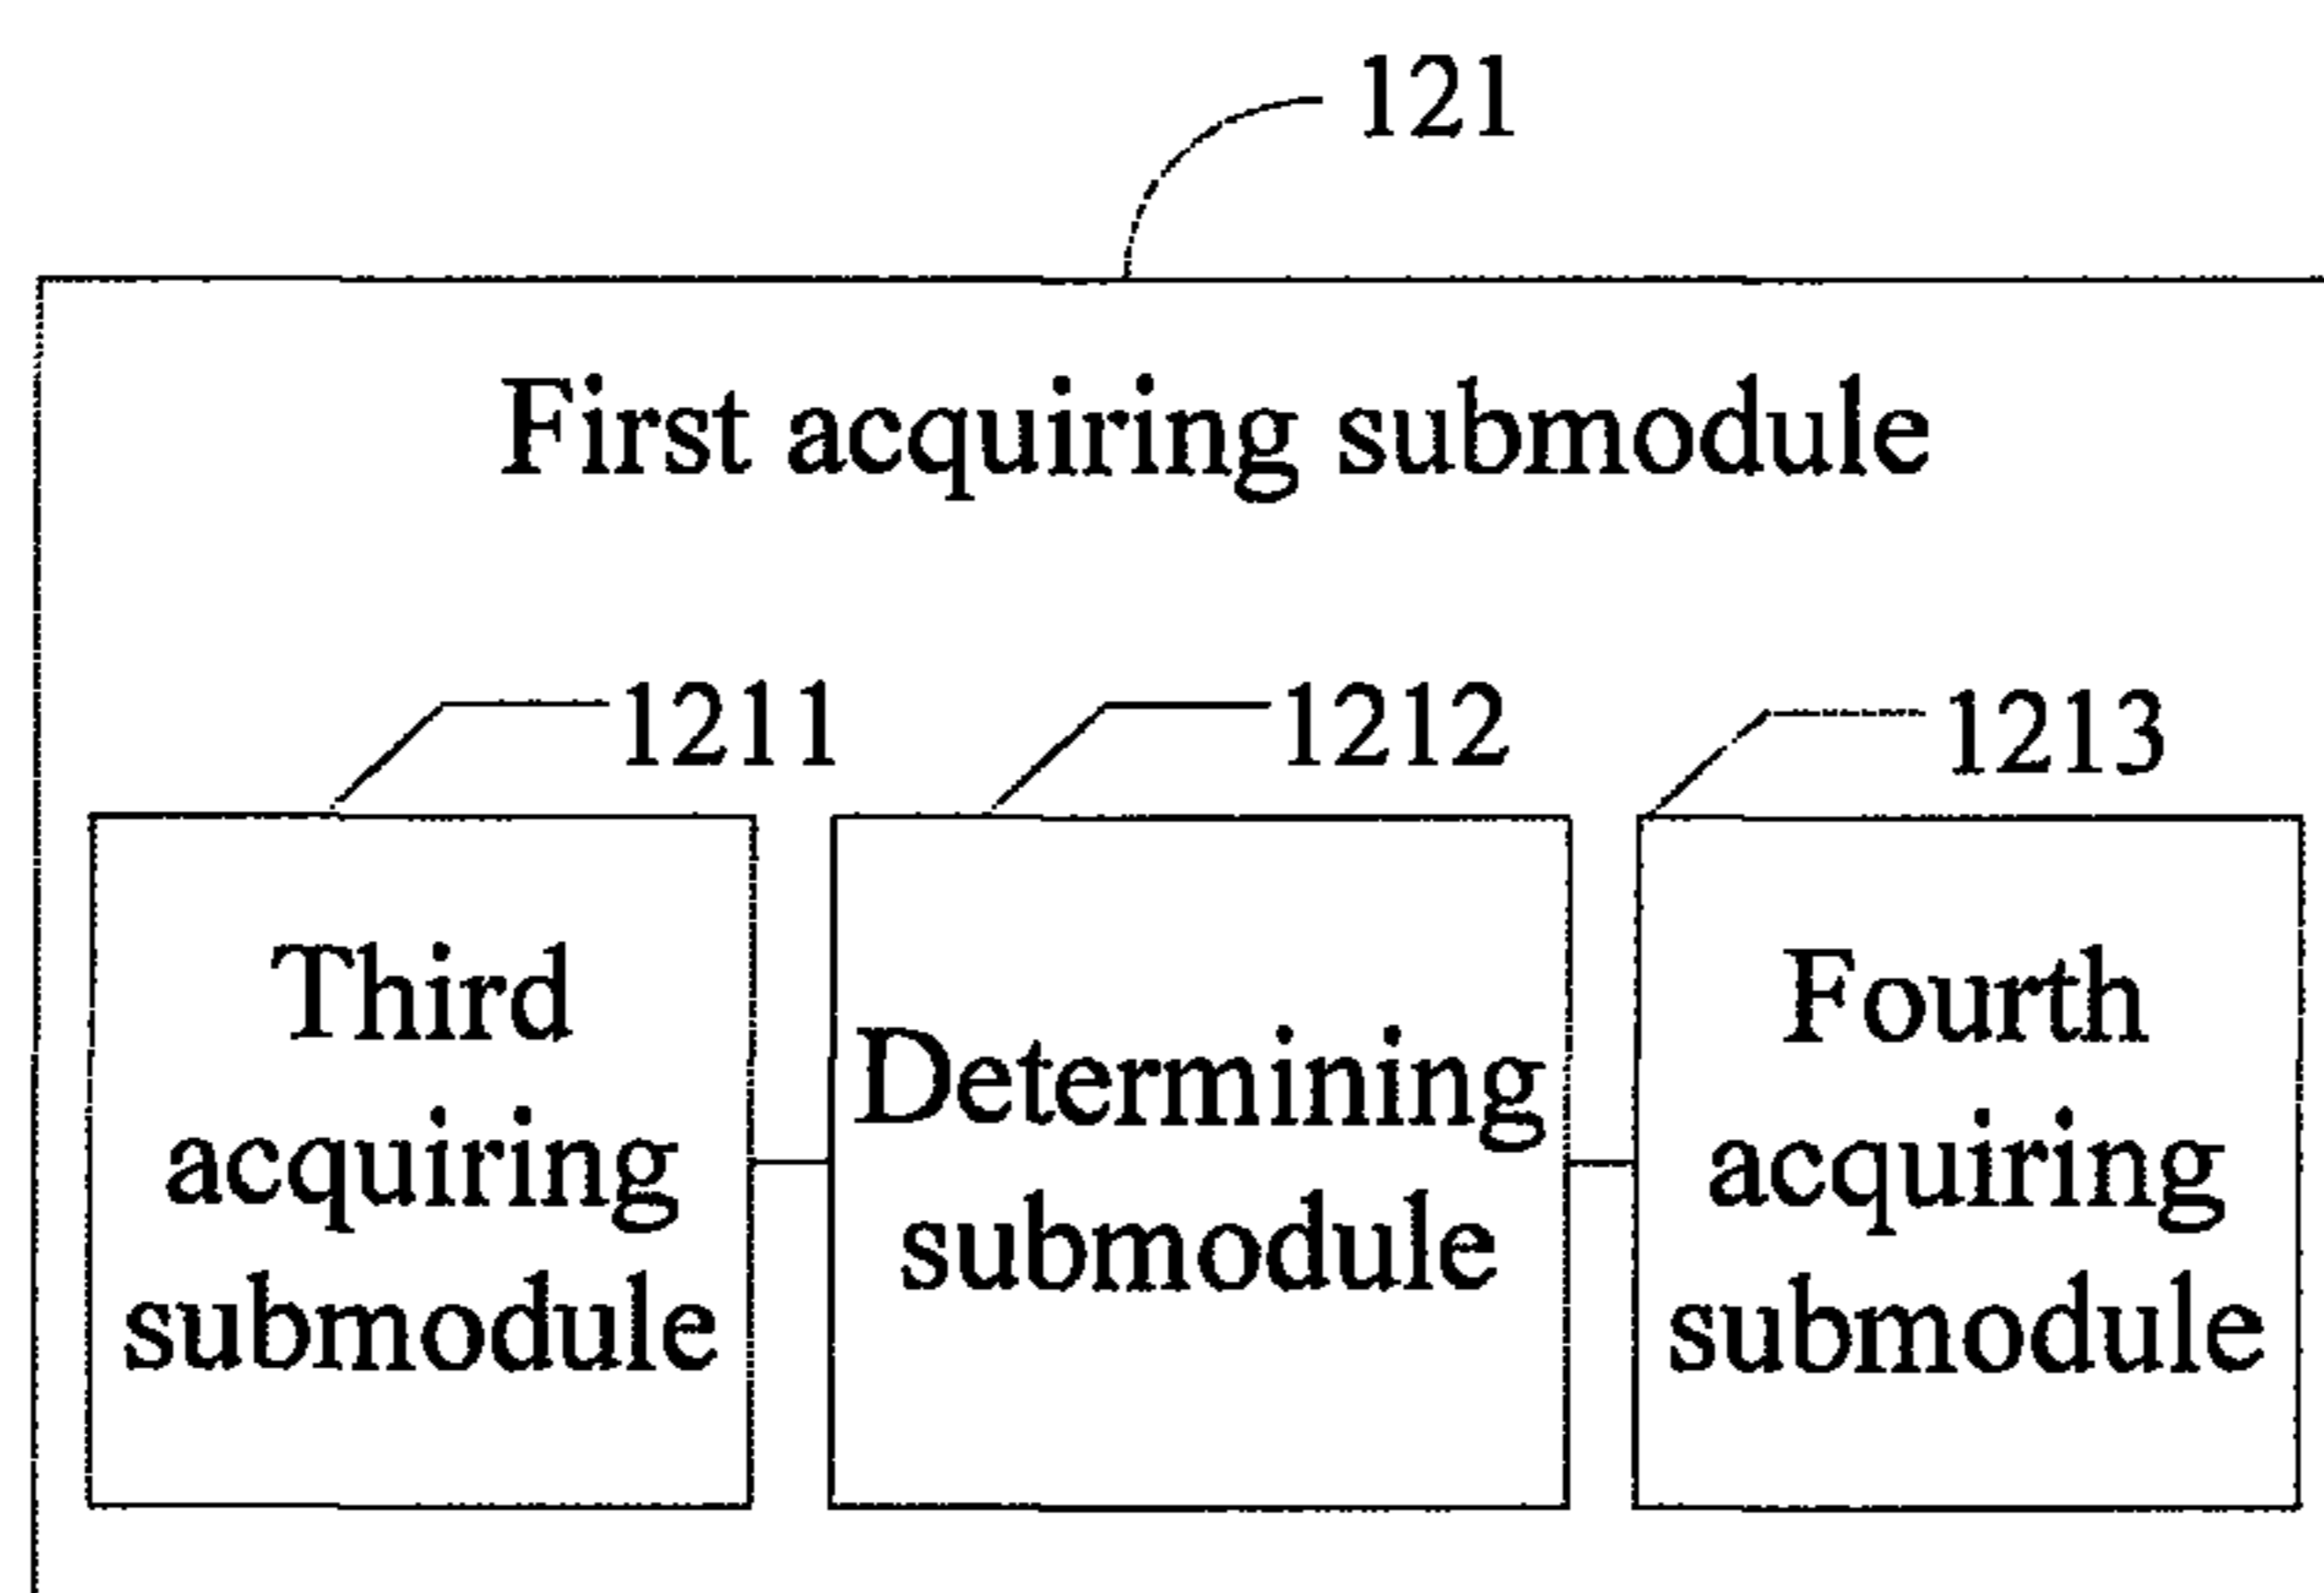 121
First acquiring submodule
1211
1212
1213
Third
acquiring
submodule
Determining
submodule
Fourth
acquiring
submodule